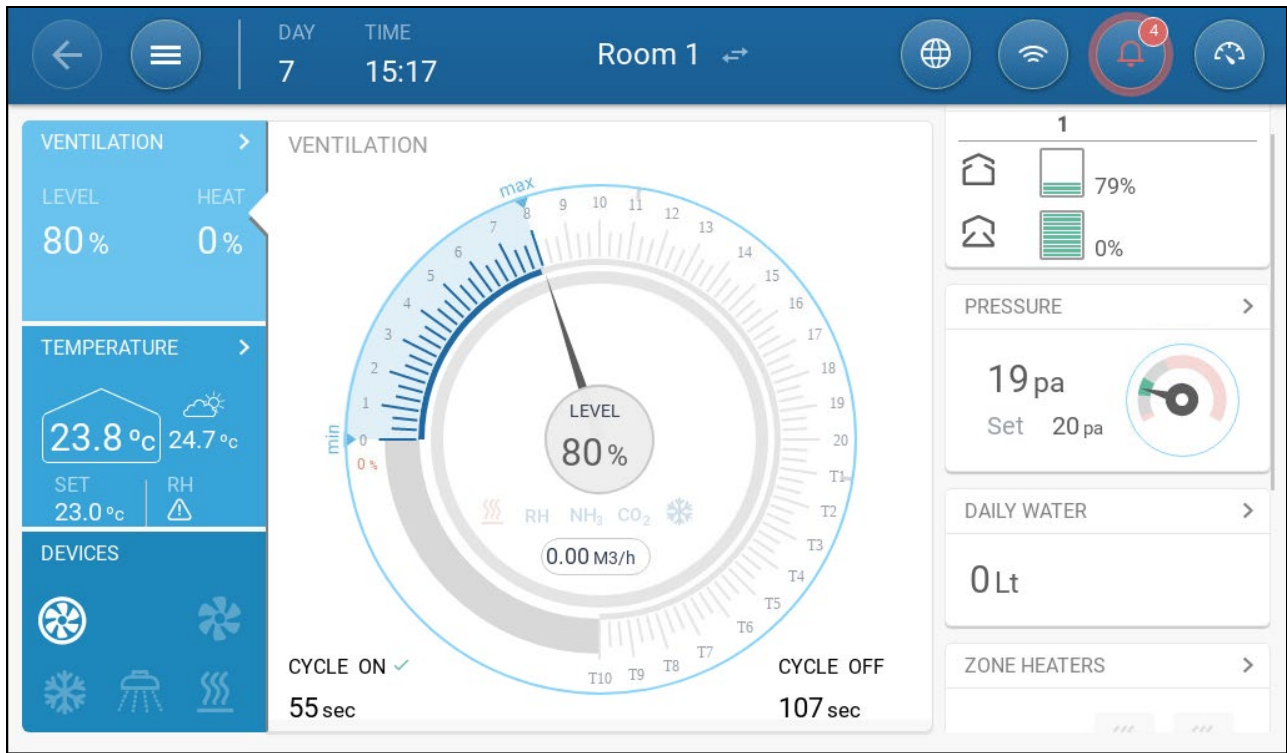 DAY TIME
7 15:17 Room 1 4
VENTILATION
LEVEL HEAT
80 % 0 %
TEMPERATURE
23.8 ºc 24.7 ºc
SET RH
23.0 ºc
DEVICES
VENTILATION
max
min
0 1 2 3 4 5 6 7 8 9 10 11 12 13 14 15 16 17 18 19 20 T1 T2 T3 T4 T5 T6 T7 T8 T9 T10
0 %
LEVEL
80 %
RH NH₃ CO₂
0.00 M3/h
CYCLE ON CYCLE OFF
55 sec 107 sec
1
79%
0%
PRESSURE
19 pa
Set 20 pa
DAILY WATER
0 Lt
ZONE HEATERS